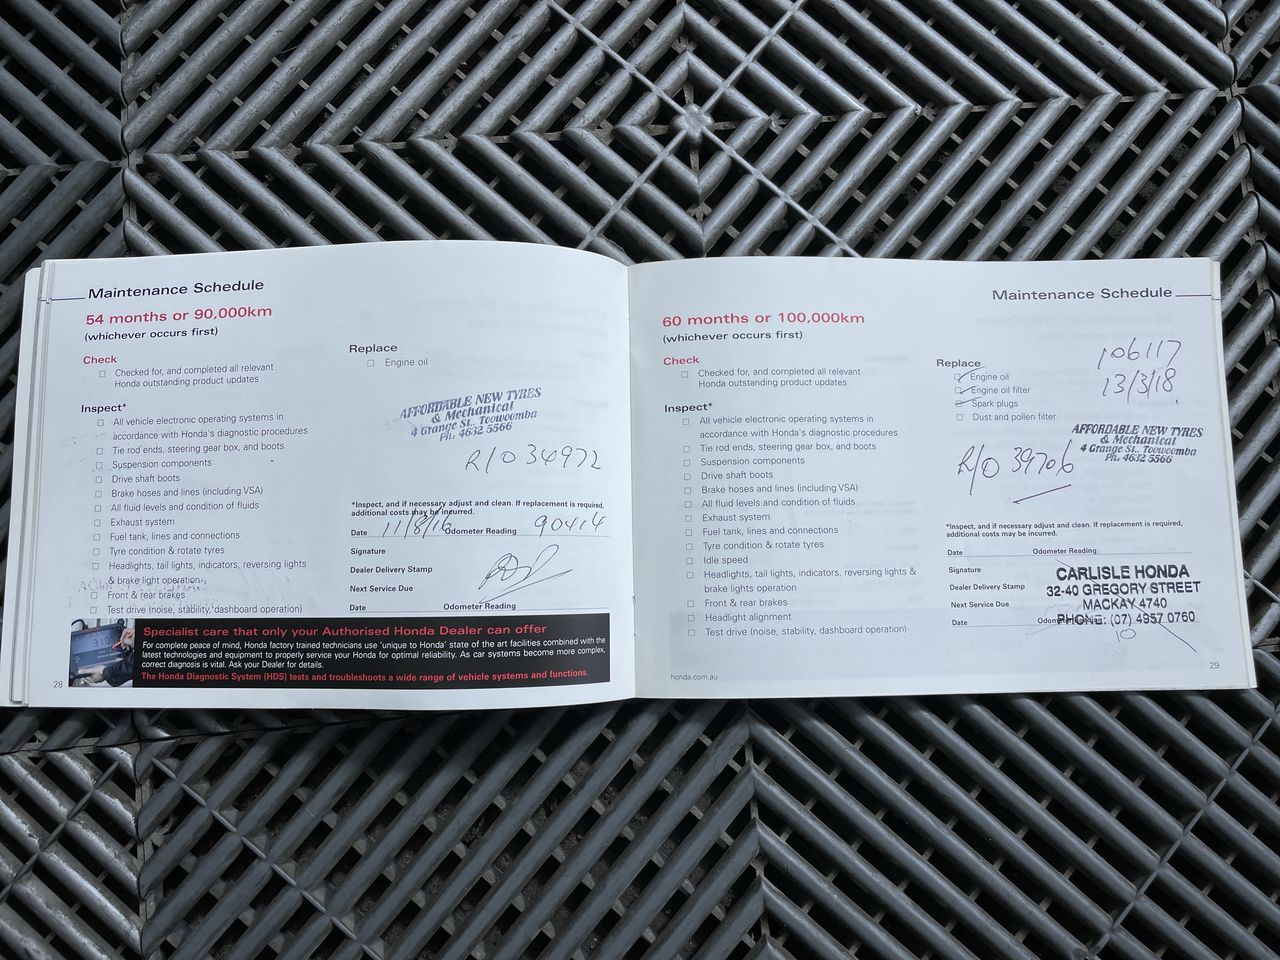 Maintenance Schedule
54 months or 90,000km
(whichever occurs first)
Check
Checked for, and completed all relevant
Honda outstanding product updates
Inspect*
All vehicle electronic operating systems in
accordance with Honda's diagnostic procedures
Tie rod ends, steering gear box, and boots
Suspension components
Drive shaft boots
Brake hoses and lines (including VSA)
All fluid levels and condition of fluids
Exhaust system
Fuel tank, lines and connections
Tyre condition & rotate tyres
Headlights, tail lights, indicators, reversing lights
& brake light operation
Front & rear brakes
Test drive (noise, stability, dashboard operation)
Replace
Engine oil
AFFORDABLE NEW TYRES
& Mechanical
4 Grange St., Toowoomba
Ph: 4632 5566
R/O 34972
*Inspect, and if necessary adjust and clean. If replacement is required,
additional costs may be incurred.
Date 11/8/16 Odometer Reading 90414
Signature
Dealer Delivery Stamp
Next Service Due
Date Odometer Reading
Specialist care that only your Authorised Honda Dealer can offer
For complete peace of mind, Honda factory trained technicians use 'unique to Honda' state of the art facilities combined with the
latest technologies and equipment to properly service your Honda for optimal reliability. As car systems become more complex,
correct diagnosis is vital. Ask your Dealer for details.
The Honda Diagnostic System (HDS) tests and troubleshoots a wide range of vehicle systems and functions.
28
Maintenance Schedule
60 months or 100,000km
(whichever occurs first)
Check
Checked for, and completed all relevant
Honda outstanding product updates
Inspect*
All vehicle electronic operating systems in
accordance with Honda's diagnostic procedures
Tie rod ends, steering gear box, and boots
Suspension components
Drive shaft boots
Brake hoses and lines (including VSA)
All fluid levels and condition of fluids
Exhaust system
Fuel tank, lines and connections
Tyre condition & rotate tyres
Idle speed
Headlights, tail lights, indicators, reversing lights &
brake lights operation
Front & rear brakes
Headlight alignment
Test drive (noise, stability, dashboard operation)
Replace
Engine oil
Engine oil filter
Spark plugs
Dust and pollen filter
106117
13/3/18
AFFORDABLE NEW TYRES
& Mechanical
4 Grange St., Toowoomba
Ph: 4632 5566
R/O 39706
*Inspect, and if necessary adjust and clean. If replacement is required,
additional costs may be incurred.
Date Odometer Reading
Signature
Dealer Delivery Stamp
Next Service Due
Date
CARLISLE HONDA
32-40 GREGORY STREET
MACKAY 4740
PHONE: (07) 4957 0760
10
honda.com.au
29